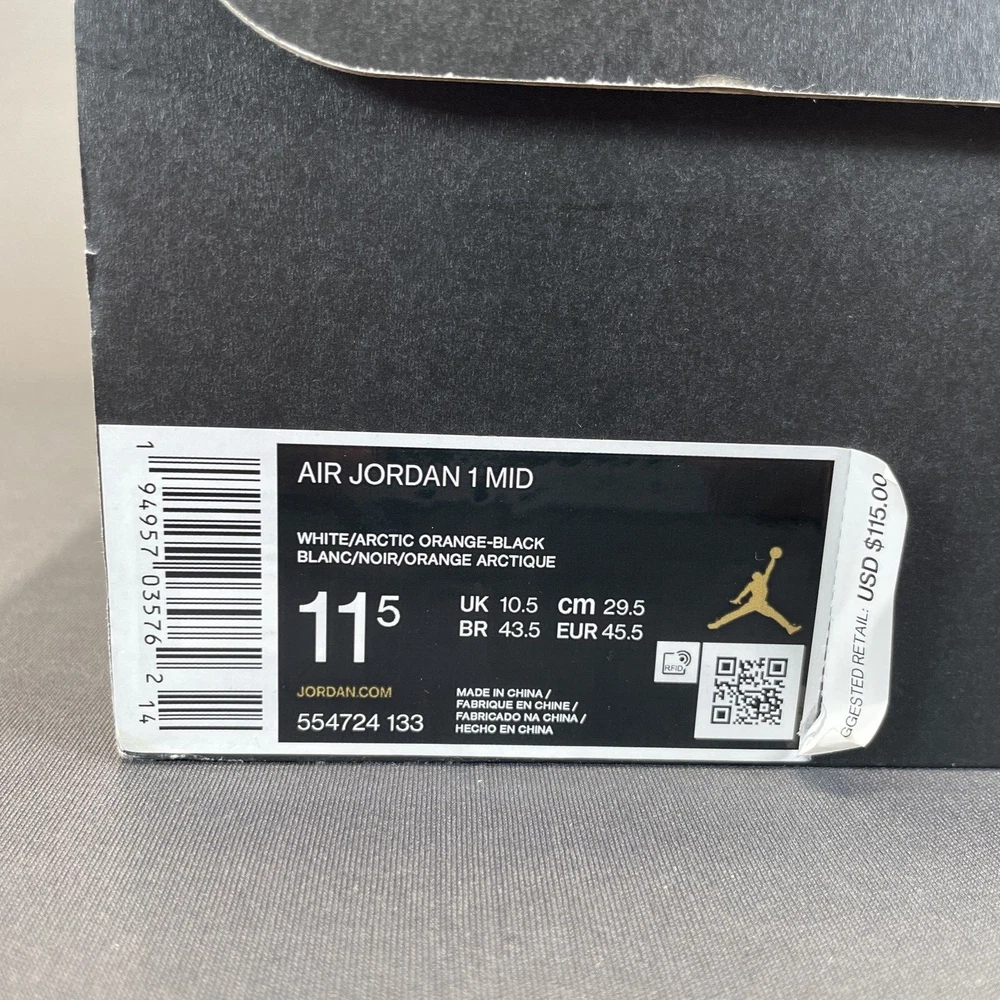 1 94957 03576 2 14
AIR JORDAN 1 MID
WHITE/ARCTIC ORANGE-BLACK
BLANC/NOIR/ORANGE ARCTIQUE
11 5
UK 10.5 cm 29.5
BR 43.5 EUR 45.5
RFID
JORDAN.COM
554724 133
MADE IN CHINA /
FABRIQUE EN CHINE /
FABRICADO NA CHINA /
HECHO EN CHINA
GGESTED RETAIL: USD $115.00